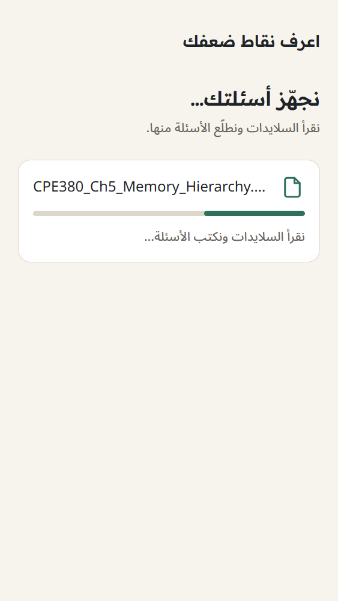 اعرف نقاط ضعفك
نجهّز أسئلتك...
نقرأ السلايدات ونطلّع الأسئلة منها.
CPE380_Ch5_Memory_Hierarchy....
نقرأ السلايدات ونكتب الأسئلة...